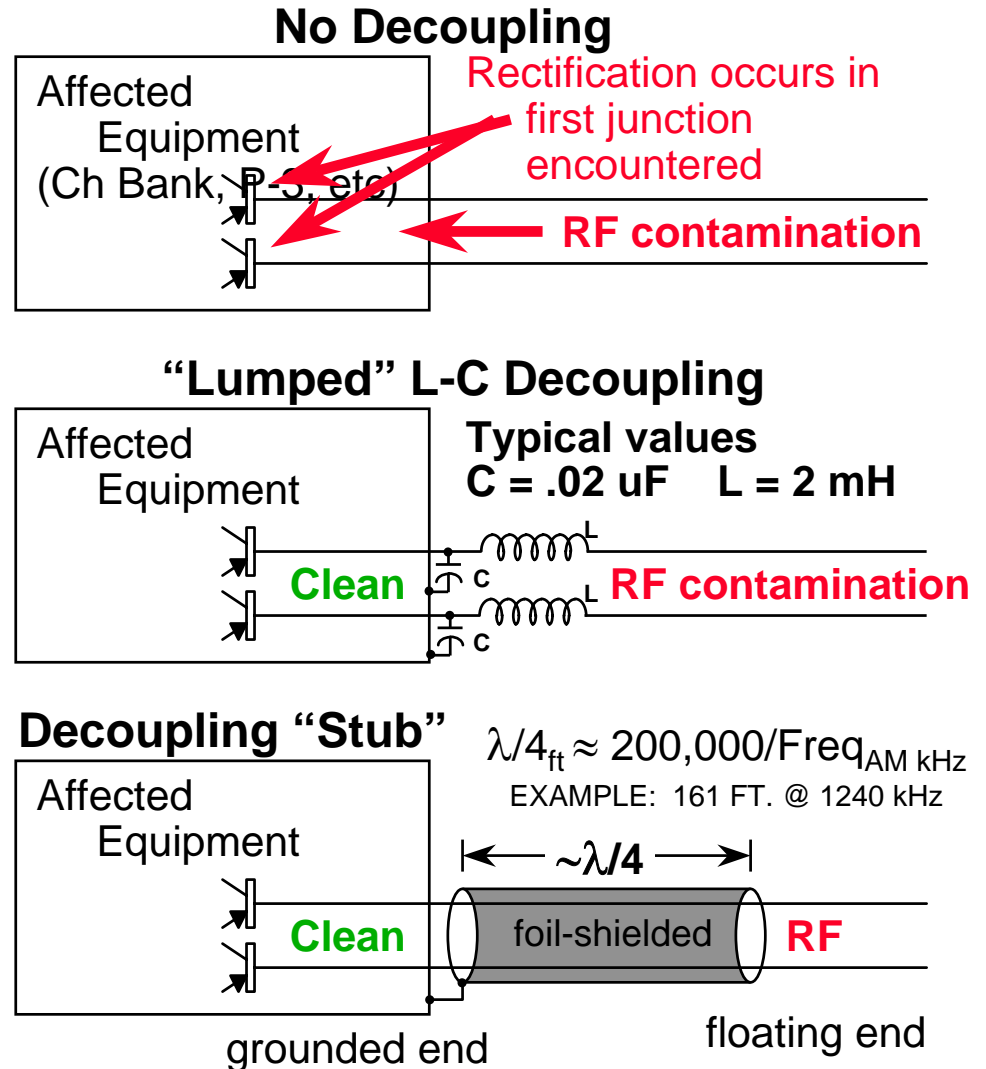 No Decoupling
Affected
Equipment
(Ch Bank, P-S, etc)
Rectification occurs in
first junction
encountered
RF contamination
“Lumped” L-C Decoupling
Affected
Equipment
Typical values
C = .02 uF L = 2 mH
L
Clean
C
RF contamination
L
C
Decoupling “Stub”
λ/4ft ≈ 200,000/FreqAM kHz
EXAMPLE: 161 FT. @ 1240 kHz
Affected
Equipment
~λ/4
Clean
foil-shielded
RF
grounded end
floating end